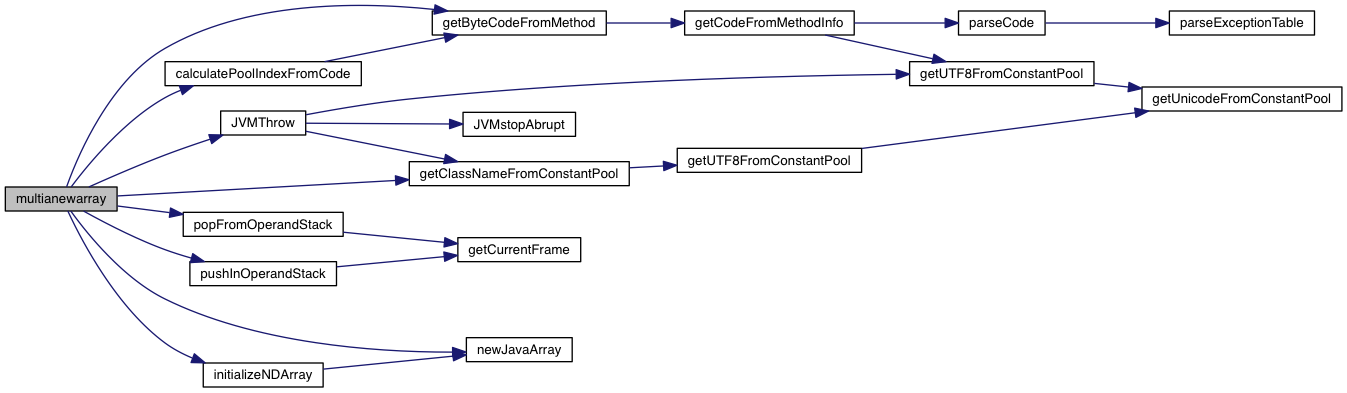 getByteCodeFromMethod
getCodeFromMethodInfo
parseCode
parseExceptionTable
calculatePoolIndexFromCode
getUTF8FromConstantPool
getUnicodeFromConstantPool
JVMThrow
JVMstopAbrupt
getUTF8FromConstantPool
getClassNameFromConstantPool
multianewarray
popFromOperandStack
getCurrentFrame
pushInOperandStack
newJavaArray
initializeNDArray